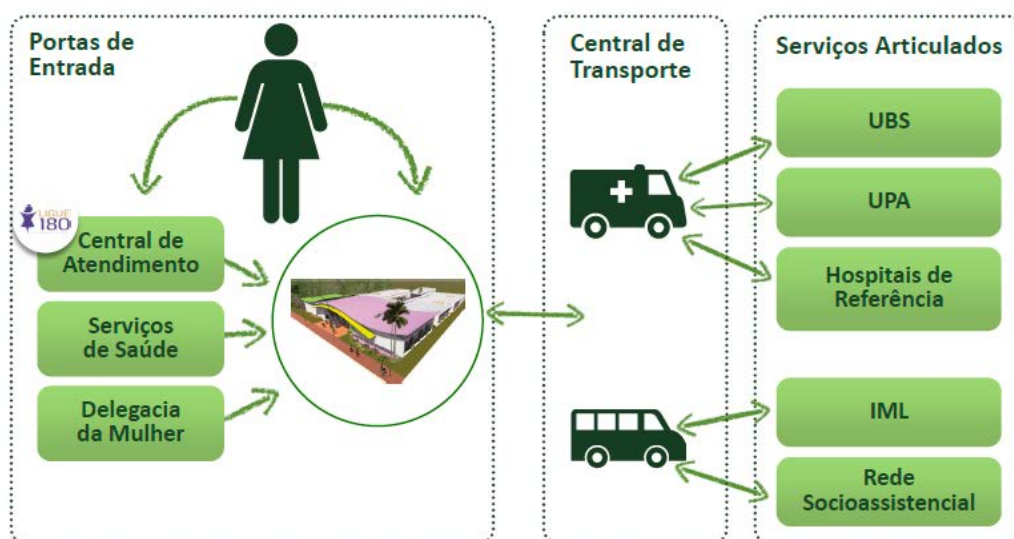 Portas de
Entrada
LIGUE
180
Central de
Atendimento
Serviços
de Saúde
Delegacia
da Mulher
Central de
Transporte
Serviços Articulados
UBS
UPA
Hospitais de
Referência
IML
Rede
Socioassistencial